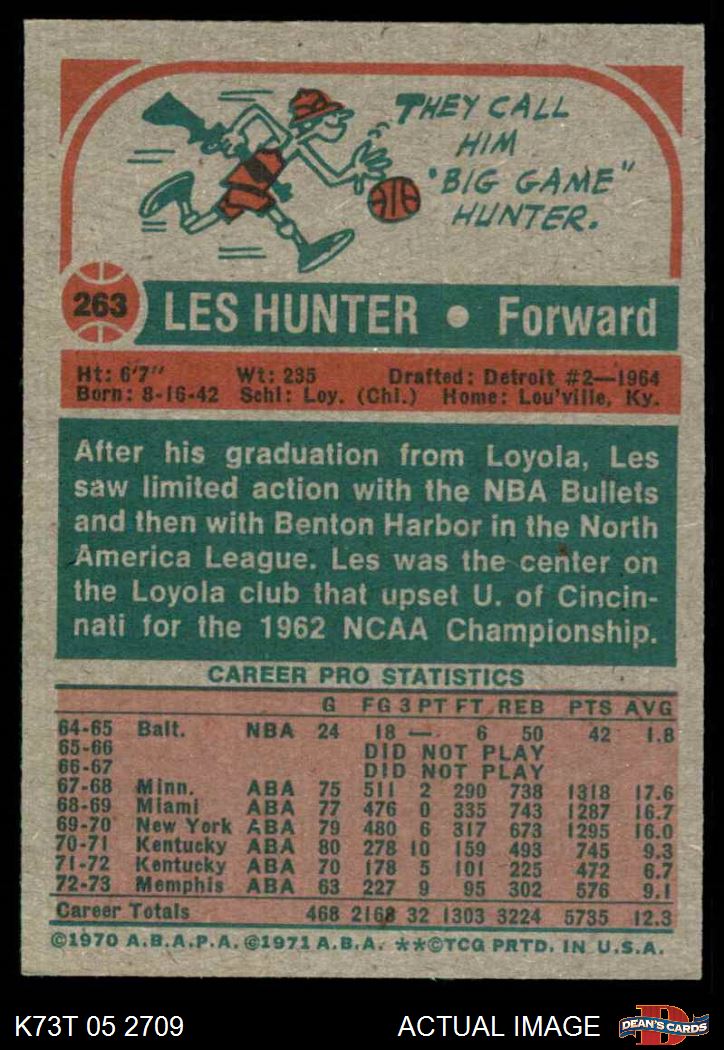 THEY CALL
HIM
"BIG GAME"
HUNTER.
263 LES HUNTER • Forward
Ht: 6'7" Wt: 235 Drafted: Detroit #2—1964
Born: 8-16-42 Schl: Loy. (Chi.) Home: Lou'ville, Ky.
After his graduation from Loyola, Les
saw limited action with the NBA Bullets
and then with Benton Harbor in the North
America League. Les was the center on
the Loyola club that upset U. of Cincin-
nati for the 1962 NCAA Championship.
CAREER PRO STATISTICS
G FG 3 PT FT REB PTS AVG
64-65 Balt. NBA 24 18 — 6 50 42 1.8
65-66 DID NOT PLAY
66-67 DID NOT PLAY
67-68 Minn. ABA 75 511 2 290 738 1318 17.6
68-69 Miami ABA 77 476 0 335 743 1287 16.7
69-70 New York ABA 79 480 6 317 673 1295 16.0
70-71 Kentucky ABA 80 278 10 159 493 745 9.3
71-72 Kentucky ABA 70 178 5 101 225 472 6.7
72-73 Memphis ABA 63 227 9 95 302 576 9.1
Career Totals 468 2168 32 1303 3224 5735 12.3
©1970 A.B.A.P.A. ©1971 A.B.A. **©TCG PRTD. IN U.S.A.
K73T 05 2709 ACTUAL IMAGE D DEAN'S CARDS